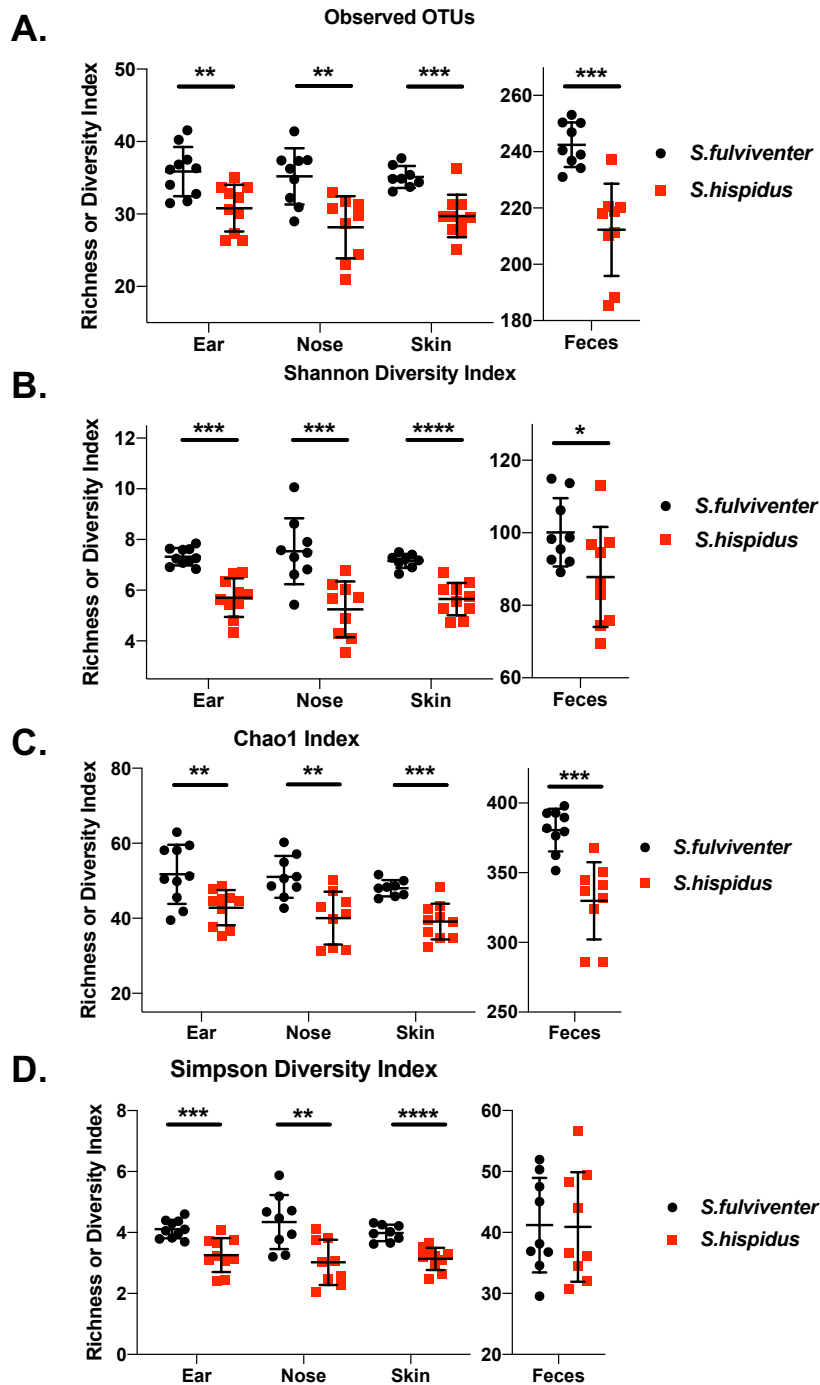 A.
Observed OTUs
Richness or Diversity Index
50
40
30
20
** ** ***
Ear Nose Skin
260
240
220
200
180
***
Feces
S.fulviventer
S.hispidus
B.
Shannon Diversity Index
Richness or Diversity Index
12
10
8
6
4
*** *** ****
Ear Nose Skin
120
100
80
60
*
Feces
S.fulviventer
S.hispidus
C.
Chao1 Index
Richness or Diversity Index
80
60
40
20
** ** ***
Ear Nose Skin
400
350
300
250
***
Feces
S.fulviventer
S.hispidus
D.
Simpson Diversity Index
Richness or Diversity Index
8
6
4
2
0
*** ** ****
Ear Nose Skin
60
50
40
30
20
Feces
S.fulviventer
S.hispidus